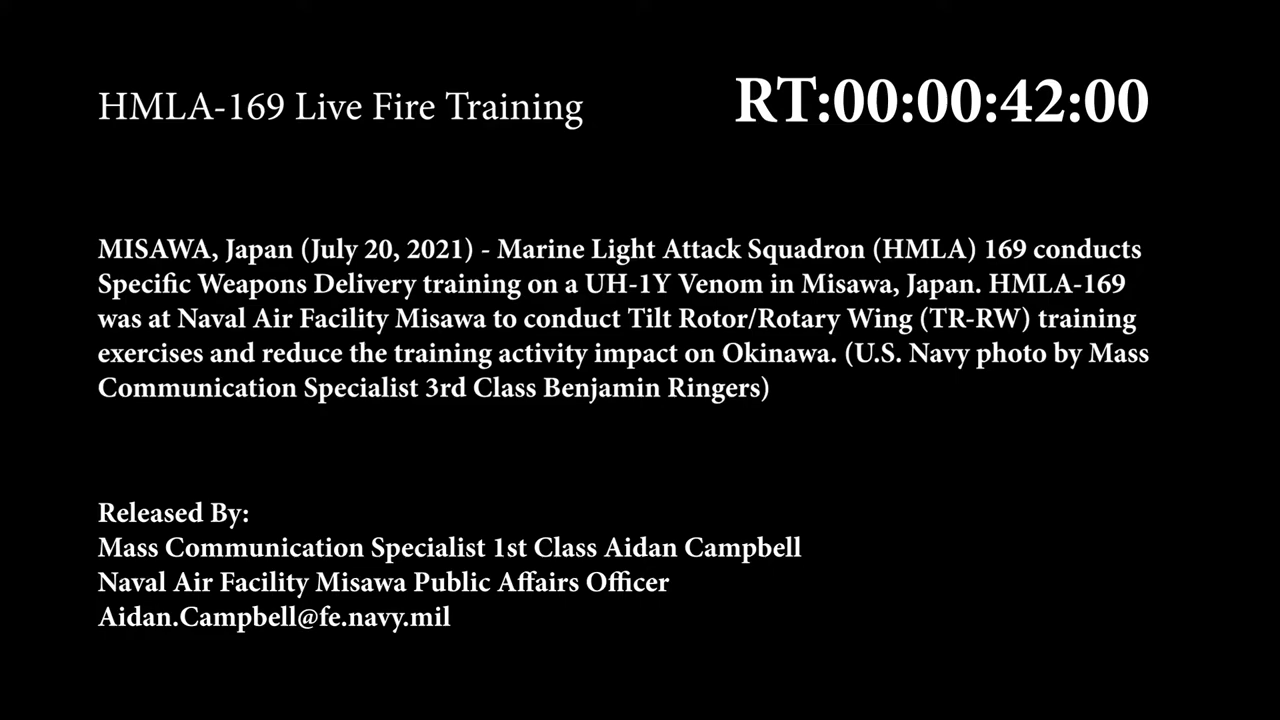 HMLA-169 Live Fire Training
RT:00:00:42:00
MISAWA, Japan (July 20, 2021) - Marine Light Attack Squadron (HMLA) 169 conducts
Specific Weapons Delivery training on a UH-1Y Venom in Misawa, Japan. HMLA-169
was at Naval Air Facility Misawa to conduct Tilt Rotor/Rotary Wing (TR-RW) training
exercises and reduce the training activity impact on Okinawa. (U.S. Navy photo by Mass
Communication Specialist 3rd Class Benjamin Ringers)
Released By:
Mass Communication Specialist 1st Class Aidan Campbell
Naval Air Facility Misawa Public Affairs Officer
Aidan.Campbell@fe.navy.mil